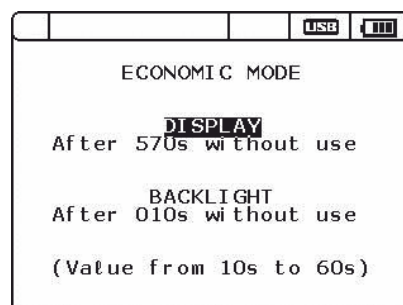 USB
ECONOMIC MODE
DISPLAY
After 570s without use
BACKLIGHT
After 010s without use
(Value from 10s to 60s)